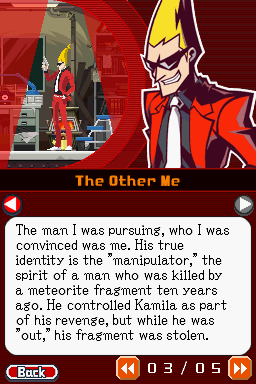 The Other Me
The man I was pursuing, who I was
convinced was me. His true
identity is the "manipulator," the
spirit of a man who was killed by
a meteorite fragment ten years
ago. He controlled Kamila as part
of his revenge, but while he was
"out," his fragment was stolen.
Back
03/05